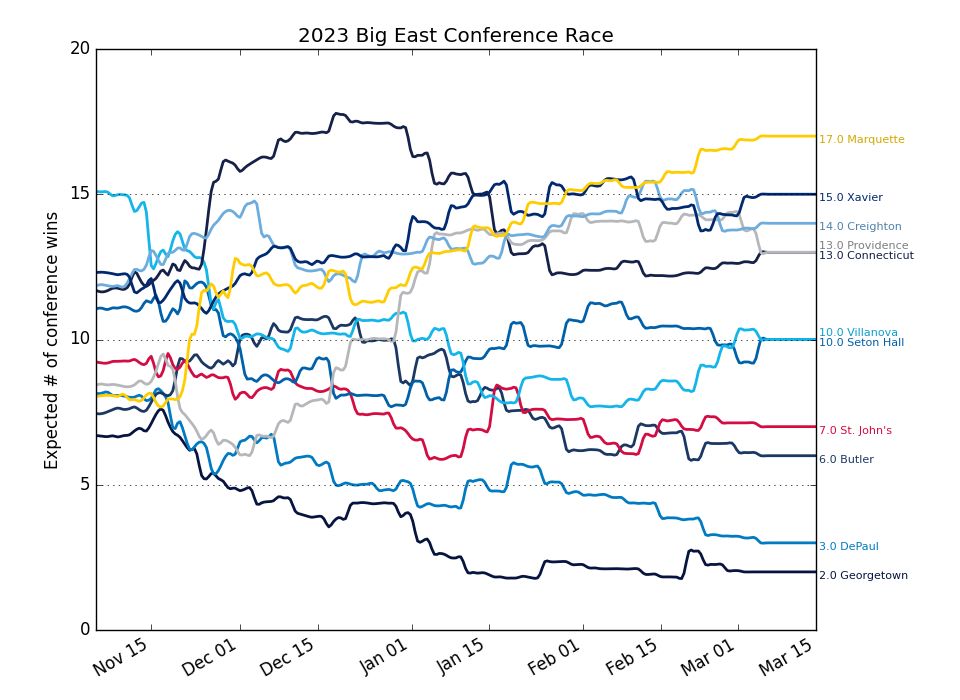 2023 Big East Conference Race
Expected # of conference wins
20
15
10
5
0
17.0 Marquette
15.0 Xavier
14.0 Creighton
13.0 Providence
13.0 Connecticut
10.0 Villanova
10.0 Seton Hall
7.0 St. John's
6.0 Butler
3.0 DePaul
2.0 Georgetown
Nov 15
Dec 01
Dec 15
Jan 01
Jan 15
Feb 01
Feb 15
Mar 01
Mar 15